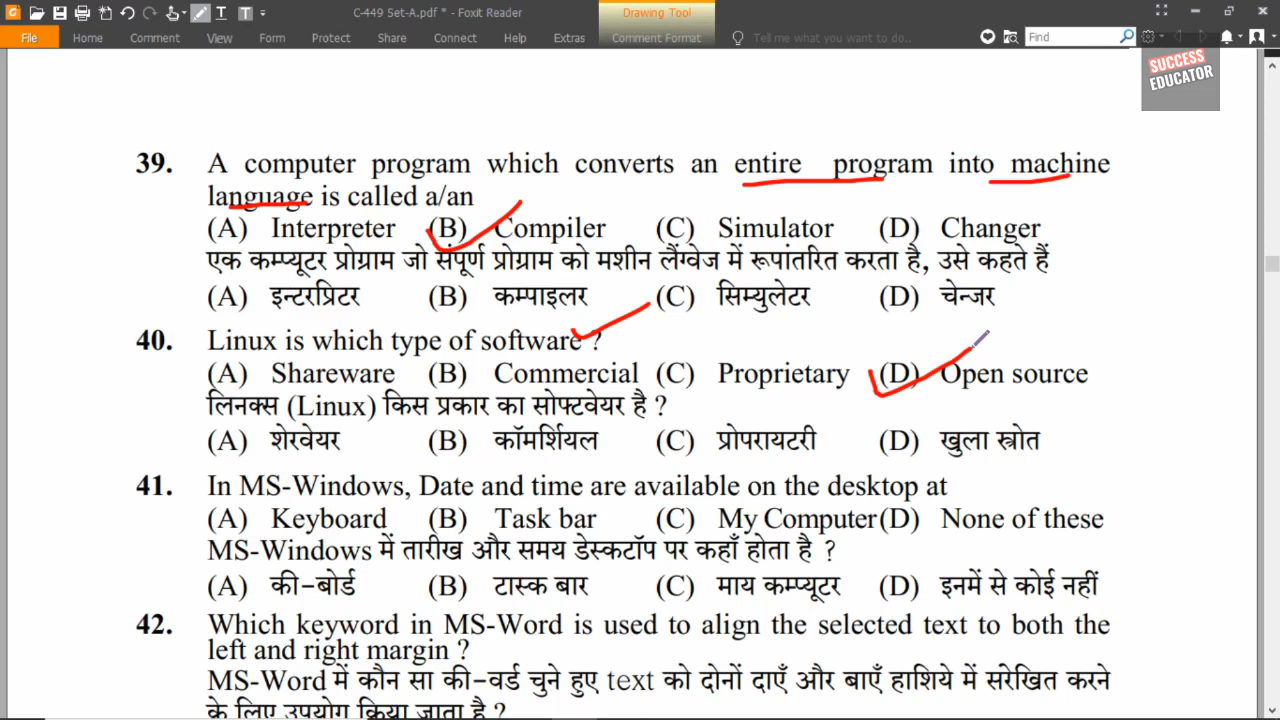 C-449 Set-A.pdf * - Foxit Reader
Drawing Tool
File Home Comment View Form Protect Share Connect Help Extras Comment Format Tell me what you want to do.. Find
SUCCESS
EDUCATOR
39. A computer program which converts an entire program into machine
language is called a/an
(A) Interpreter (B) Compiler (C) Simulator (D) Changer
एक कम्प्यूटर प्रोग्राम जो संपूर्ण प्रोग्राम को मशीन लैंग्वेज में रूपांतरित करता है, उसे कहते हैं
(A) इन्टरप्रिटर (B) कम्पाइलर (C) सिम्युलेटर (D) चेन्जर
40. Linux is which type of software ?
(A) Shareware (B) Commercial (C) Proprietary (D) Open source
लिनक्स (Linux) किस प्रकार का सोफ्टवेयर है ?
(A) शेरवेयर (B) कॉमर्शियल (C) प्रोपरायटरी (D) खुला स्त्रोत
41. In MS-Windows, Date and time are available on the desktop at
(A) Keyboard (B) Task bar (C) My Computer (D) None of these
MS-Windows में तारीख और समय डेस्कटॉप पर कहाँ होता है ?
(A) की-बोर्ड (B) टास्क बार (C) माय कम्प्यूटर (D) इनमें से कोई नहीं
42. Which keyword in MS-Word is used to align the selected text to both the
left and right margin ?
MS-Word में कौन सा की-वर्ड चुने हुए text को दोनों दाएँ और बाएँ हाशिये में संरेखित करने
के लिए उपयोग किया जाता है ?